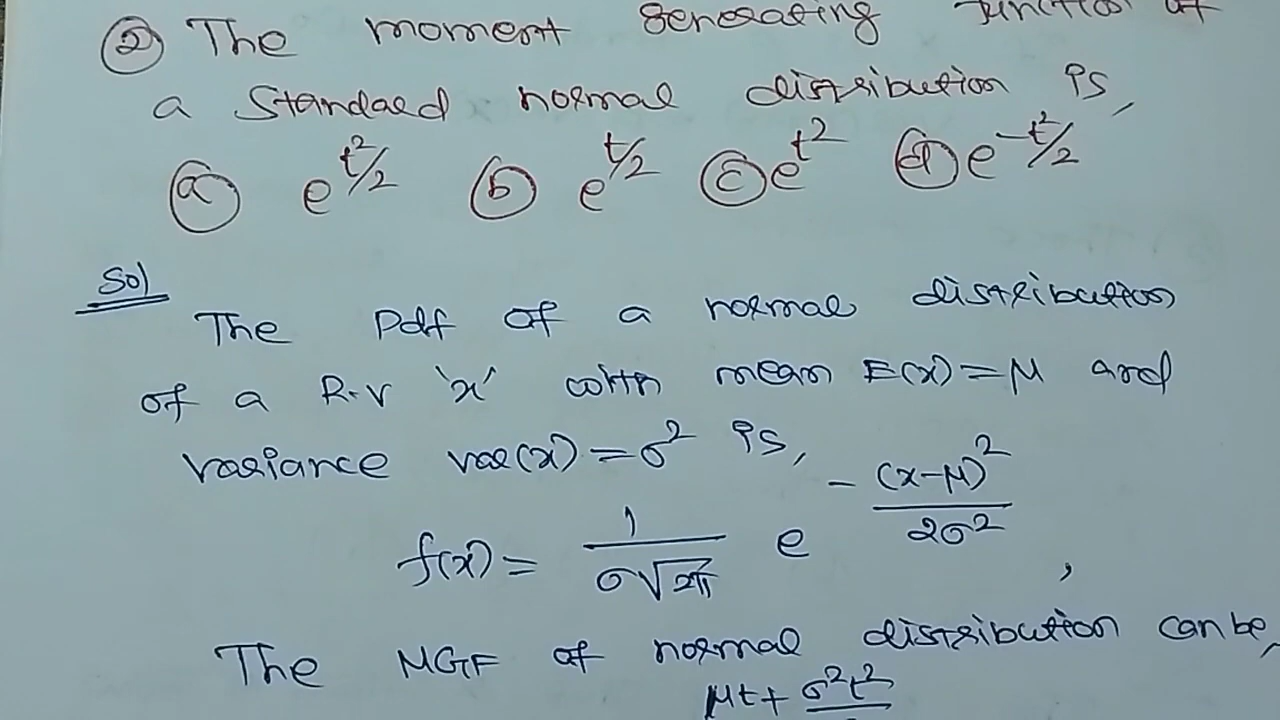 ② The moment generating function of
a Standard normal distribution is,
ⓐ e^{t²/2} ⓑ e^{t/2} ⓒ e^{t²} ⓓ e^{-t²/2}
Sol
The Pdf of a normal distribution
of a R.V 'x' with mean E(x)=μ and
variance var(x)=σ² is,
f(x)= 1/(σ√2π) e^{-(x-μ)²/2σ²},
The MGF of normal distribution can be,
μt+ σ²t²